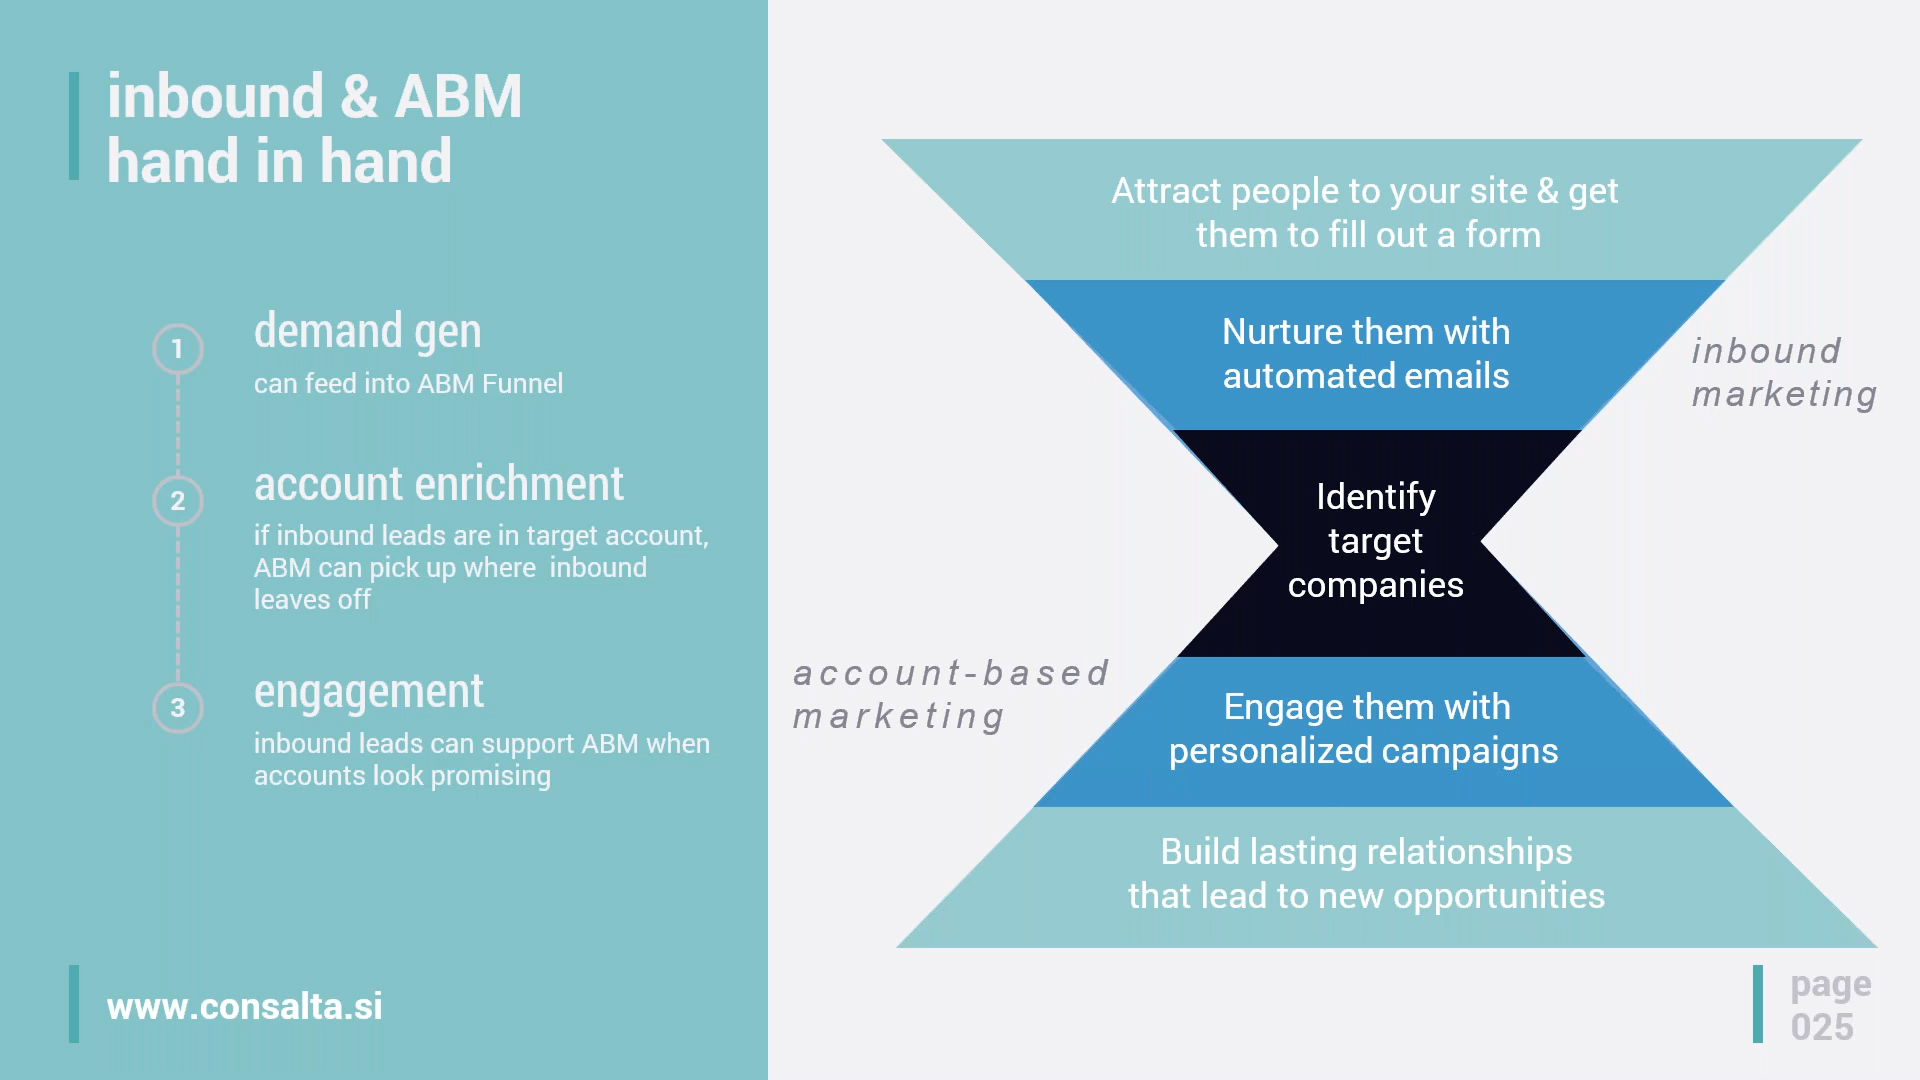 inbound & ABM
hand in hand
1
demand gen
can feed into ABM Funnel
2
account enrichment
if inbound leads are in target account,
ABM can pick up where  inbound
leaves off
3
engagement
inbound leads can support ABM when
accounts look promising
www.consalta.si
Attract people to your site & get
them to fill out a form
Nurture them with
automated emails
inbound
marketing
Identify
target
companies
account-based
marketing
Engage them with
personalized campaigns
Build lasting relationships
that lead to new opportunities
page
025